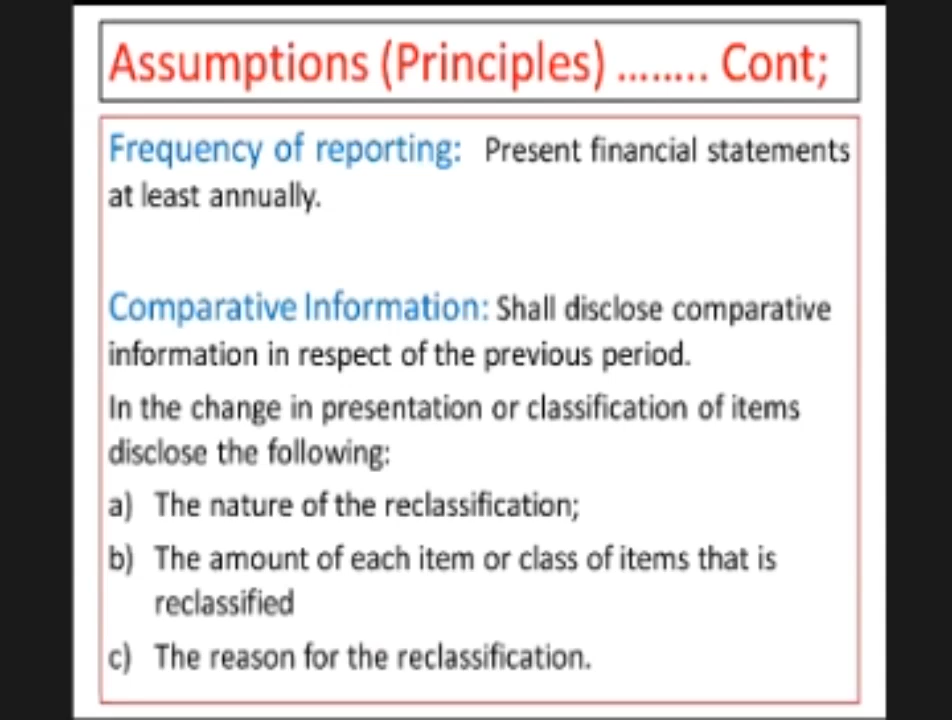 Assumptions (Principles) ........ Cont;
Frequency of reporting: Present financial statements
at least annually.
Comparative Information: Shall disclose comparative
information in respect of the previous period.
In the change in presentation or classification of items
disclose the following:
a) The nature of the reclassification;
b) The amount of each item or class of items that is
reclassified
c) The reason for the reclassification.